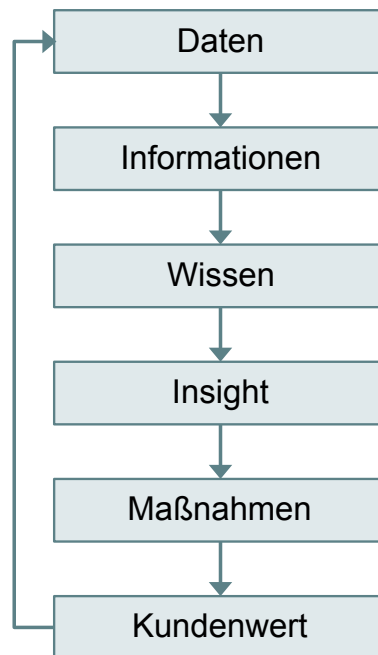 Daten
Informationen
Wissen
Insight
Maßnahmen
Kundenwert